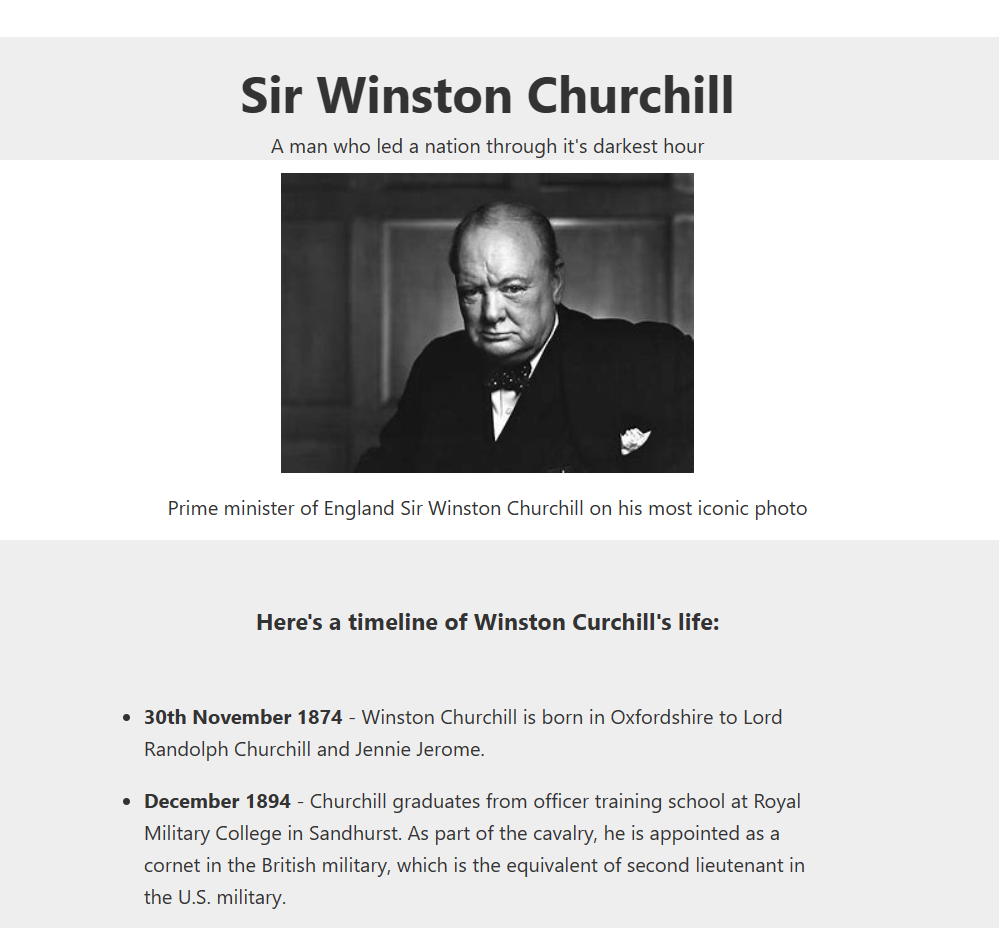 Sir Winston Churchill
A man who led a nation through it's darkest hour
Prime minister of England Sir Winston Churchill on his most iconic photo
Here's a timeline of Winston Curchill's life:
• 30th November 1874 - Winston Churchill is born in Oxfordshire to Lord
Randolph Churchill and Jennie Jerome.
• December 1894 - Churchill graduates from officer training school at Royal
Military College in Sandhurst. As part of the cavalry, he is appointed as a
cornet in the British military, which is the equivalent of second lieutenant in
the U.S. military.